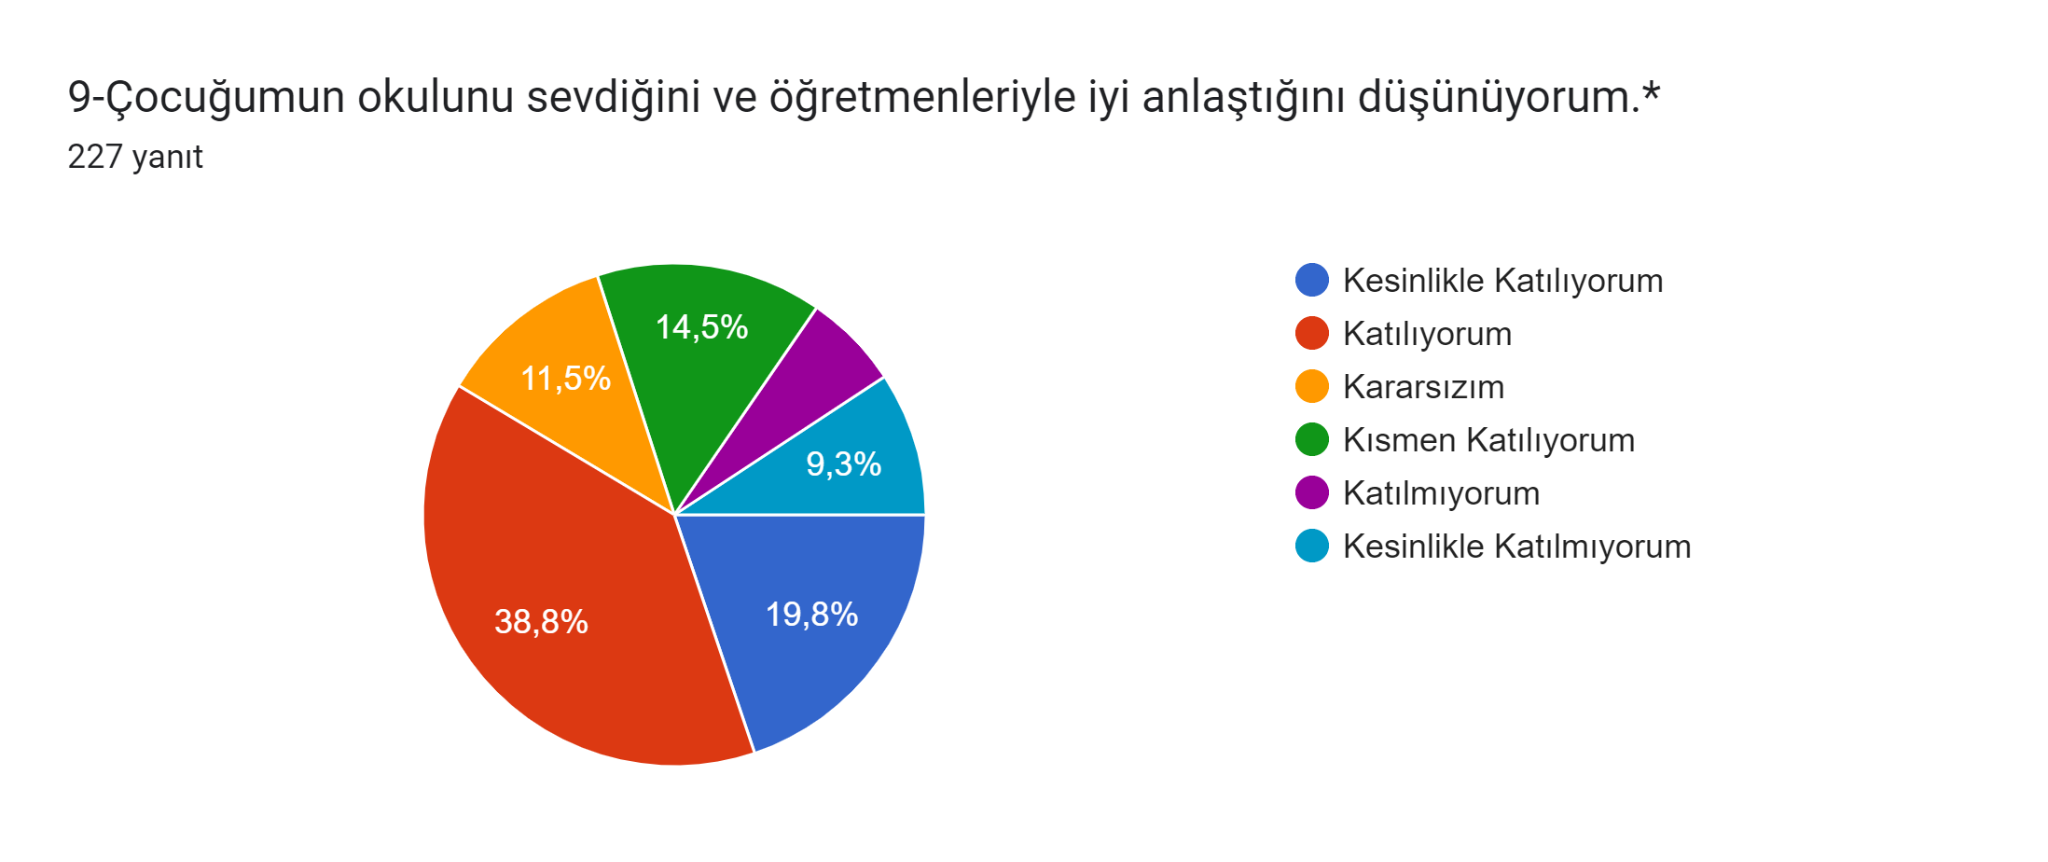 9-Çocuğumun okulunu sevdiğini ve öğretmenleriyle iyi anlaştığını düşünüyorum.*
227 yanıt
14,5%
11,5%
9,3%
38,8%
19,8%
Kesinlikle Katılıyorum
Katılıyorum
Kararsızım
Kısmen Katılıyorum
Katılmıyorum
Kesinlikle Katılmıyorum